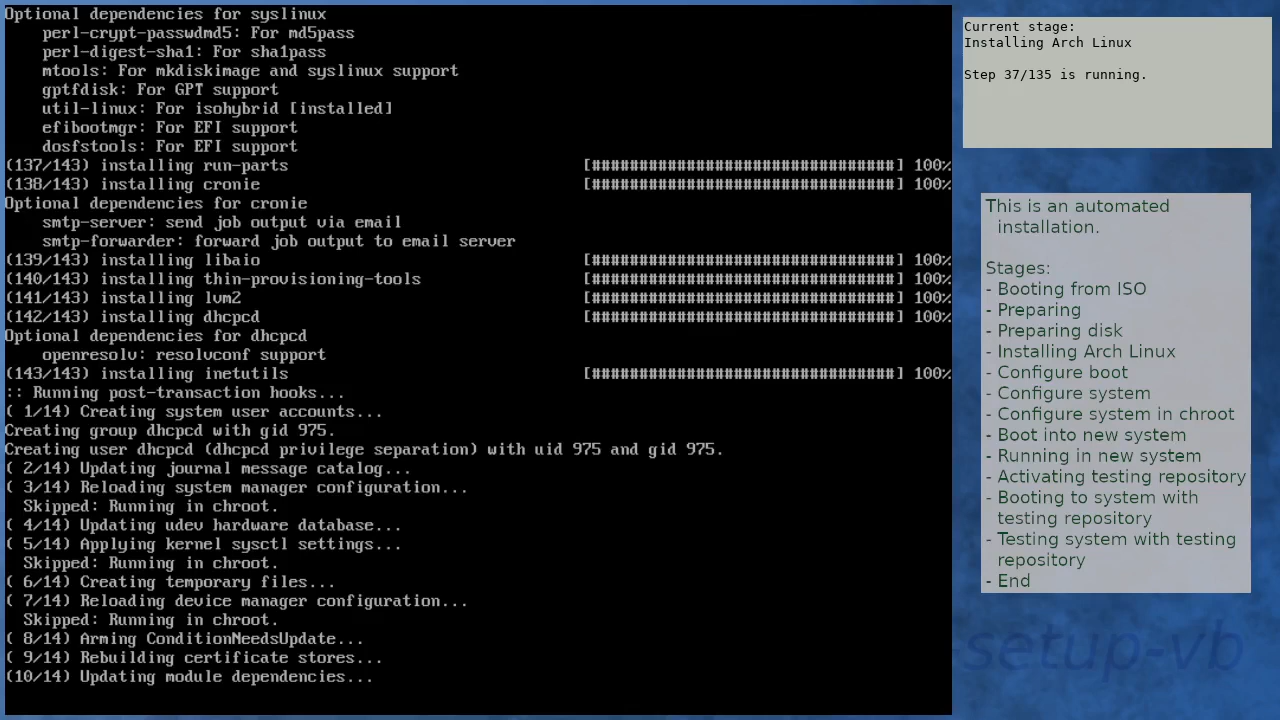 Optional dependencies for syslinux
    perl-crypt-passwdmd5: For md5pass
    perl-digest-sha1: For sha1pass
    mtools: For mkdiskimage and syslinux support
    gptfdisk: For GPT support
    util-linux: For isohybrid [installed]
    efibootmgr: For EFI support
    dosfstools: For EFI support
(137/143) installing run-parts [################################] 100%
(138/143) installing cronie [################################] 100%
Optional dependencies for cronie
    smtp-server: send job output via email
    smtp-forwarder: forward job output to email server
(139/143) installing libaio [################################] 100%
(140/143) installing thin-provisioning-tools [################################] 100%
(141/143) installing lvm2 [################################] 100%
(142/143) installing dhcpcd [################################] 100%
Optional dependencies for dhcpcd
    openresolv: resolvconf support
(143/143) installing inetutils [################################] 100%
:: Running post-transaction hooks...
( 1/14) Creating system user accounts...
Creating group dhcpcd with gid 975.
Creating user dhcpcd (dhcpcd privilege separation) with uid 975 and gid 975.
( 2/14) Updating journal message catalog...
( 3/14) Reloading system manager configuration...
  Skipped: Running in chroot.
( 4/14) Updating udev hardware database...
( 5/14) Applying kernel sysctl settings...
  Skipped: Running in chroot.
( 6/14) Creating temporary files...
( 7/14) Reloading device manager configuration...
  Skipped: Running in chroot.
( 8/14) Arming ConditionNeedsUpdate...
( 9/14) Rebuilding certificate stores...
(10/14) Updating module dependencies...
Current stage:
Installing Arch Linux
Step 37/135 is running.
This is an automated
installation.
Stages:
- Booting from ISO
- Preparing
- Preparing disk
- Installing Arch Linux
- Configure boot
- Configure system
- Configure system in chroot
- Boot into new system
- Running in new system
- Activating testing repository
- Booting to system with
testing repository
- Testing system with testing
repository
- End
-setup-vb